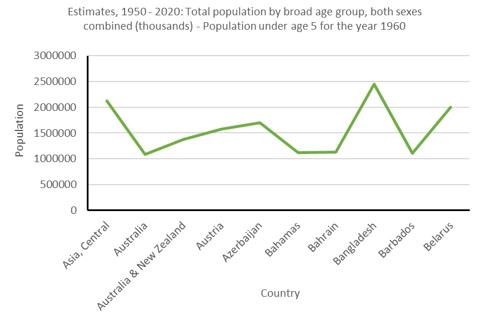 Estimates, 1950 - 2020: Total population by broad age group, both sexes
combined (thousands) - Population under age 5 for the year 1960
3000000
2500000
2000000
1500000
1000000
500000
0
Population
Asia, Central
Australia
Australia & New Zealand
Austria
Azerbaijan
Bahamas
Bahrain
Bangladesh
Barbados
Belarus
Country